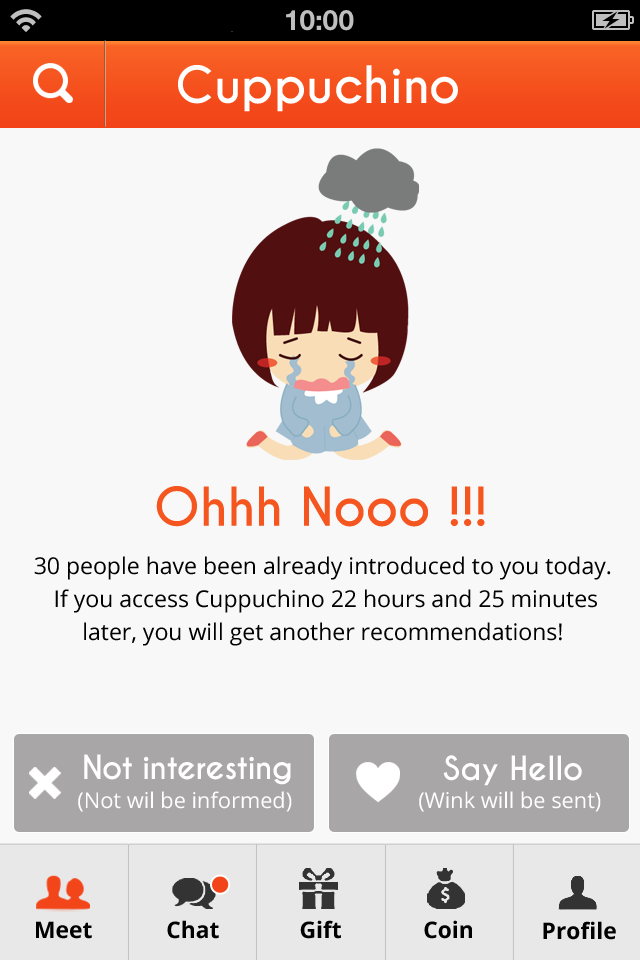 10:00
Cuppuchino
Ohhh Nooo !!!
30 people have been already introduced to you today.
If you access Cuppuchino 22 hours and 25 minutes
later, you will get another recommendations!
Not interesting
(Not wil be informed)
Say Hello
(Wink will be sent)
$
Meet
Chat
Gift
Coin
Profile